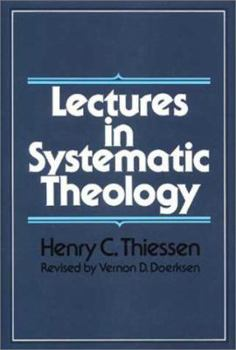 Lectures
in
Systematic
Theology
Henry C. Thiessen
Revised by Vernon D. Doerksen